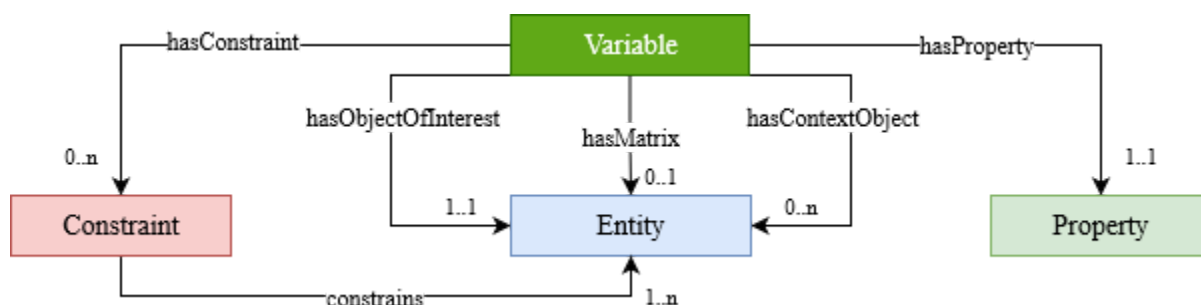 Variable
hasConstraint
hasProperty
hasObjectOfInterest
hasContextObject
hasMatrix
0..n
1..1
0..1
1..1
0..n
Constraint
Entity
Property
constrains
1..n